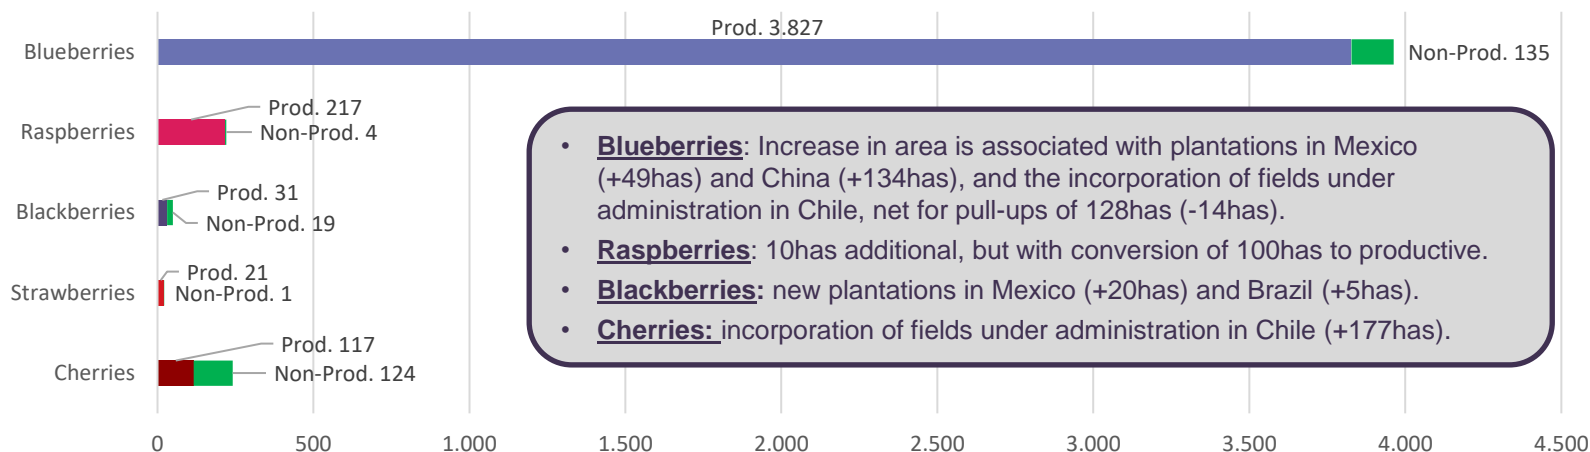 Prod. 3.827
Blueberries
Non-Prod. 135
Prod. 217
Raspberries
Non-Prod. 4
Prod. 31
Blackberries
Non-Prod. 19
Prod. 21
Strawberries
Non-Prod. 1
Prod. 117
Cherries
Non-Prod. 124
• Blueberries: Increase in area is associated with plantations in Mexico
(+49has) and China (+134has), and the incorporation of fields under
administration in Chile, net for pull-ups of 128has (-14has).
• Raspberries: 10has additional, but with conversion of 100has to productive.
• Blackberries: new plantations in Mexico (+20has) and Brazil (+5has).
• Cherries: incorporation of fields under administration in Chile (+177has).
0 500 1.000 1.500 2.000 2.500 3.000 3.500 4.000 4.500